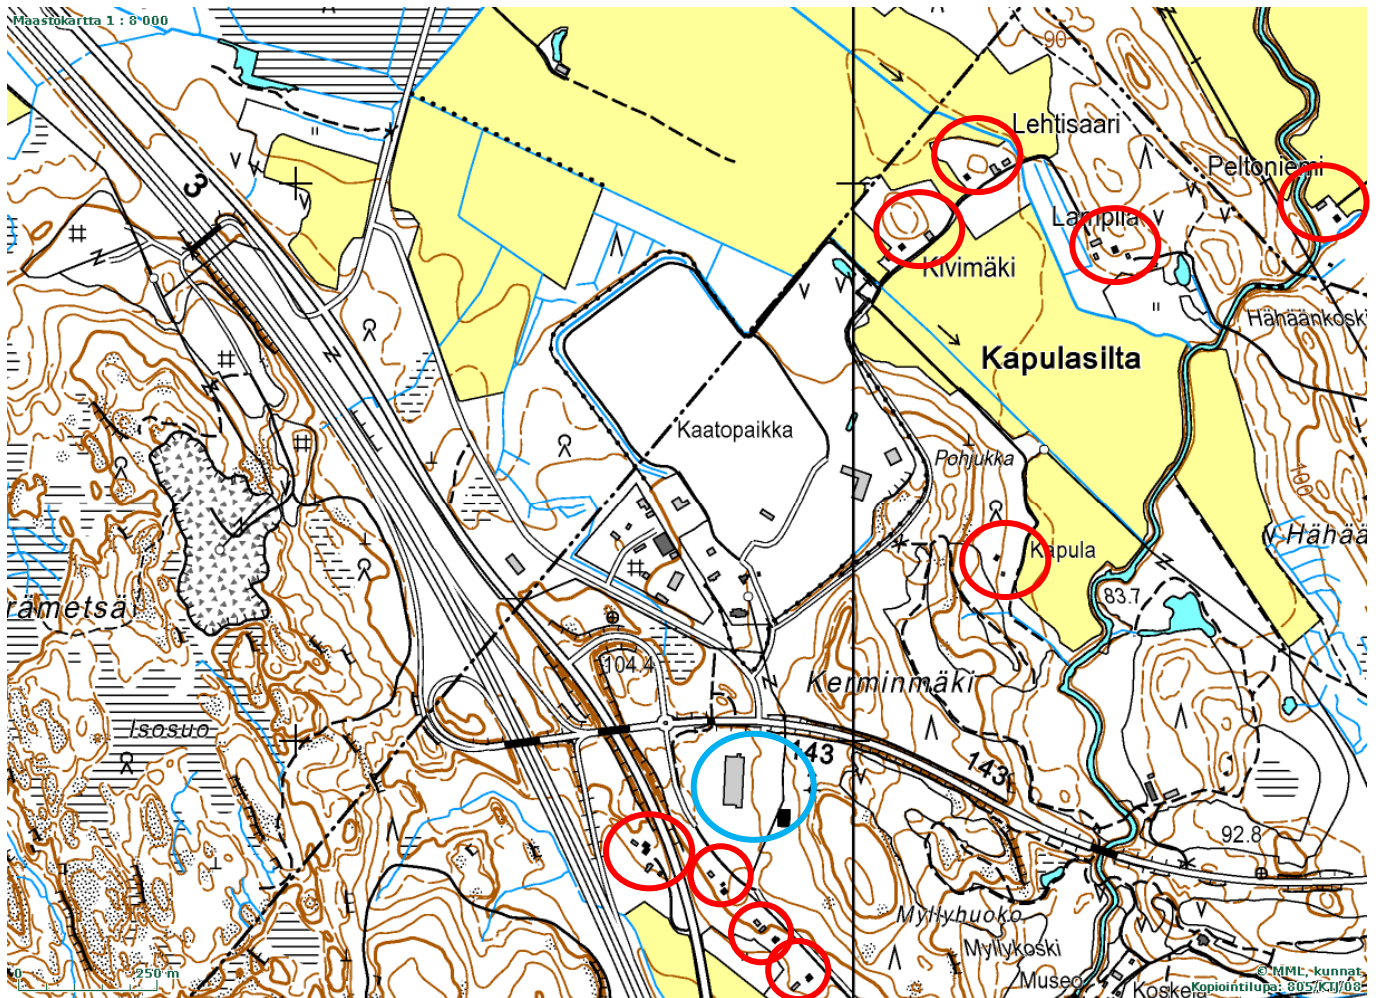 Maastokartta 1 : 8 000
90
Lehtisaari
Peltoniemi
3
Lampila
Kivimäki
Hähäänkosk
Kapulasilta
Kaatopaikka
Pohjukka
100
Hähää
Kapula
rämetsä
83.7
104.4
Kerminmäki
Isosuo
143
143
92.8
Myllyhuoko
Myllykoski
Museo
Koskela
0 250 m
© MML, kunnat
Kopiointilupa: 805/KTJ/08